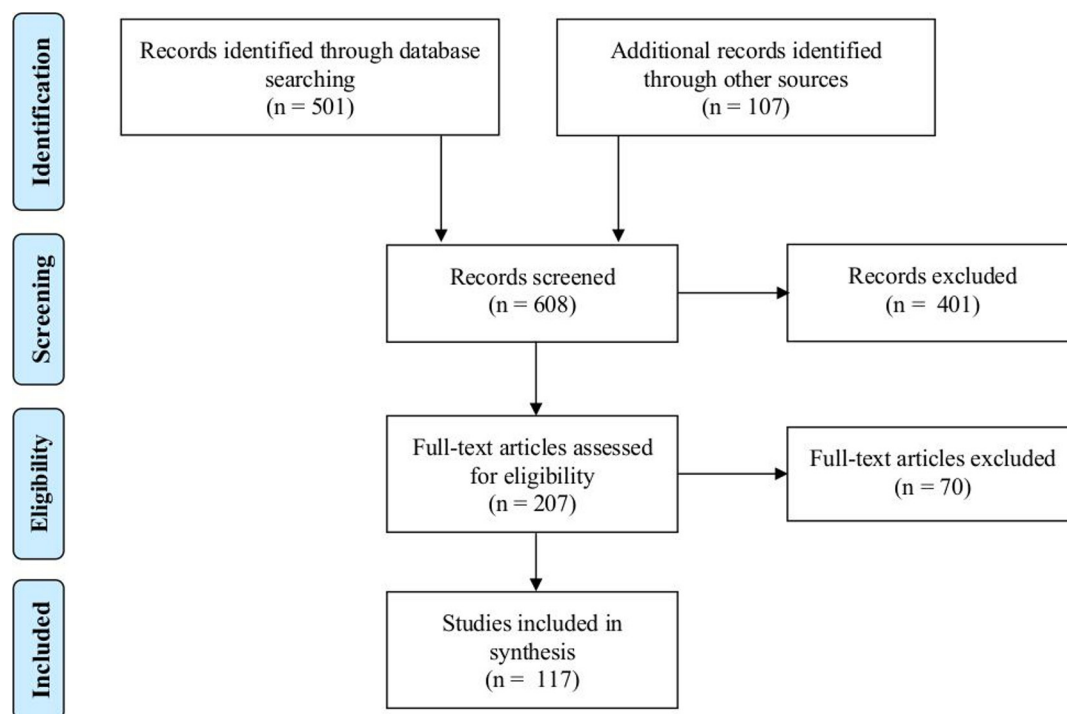 Identification
Records identified through database
searching
(n = 501)
Additional records identified
through other sources
(n = 107)
Screening
Records screened
(n = 608)
Records excluded
(n =  401)
Eligibility
Full-text articles assessed
for eligibility
(n = 207)
Full-text articles excluded
(n = 70)
Included
Studies included in
synthesis
(n =  117)